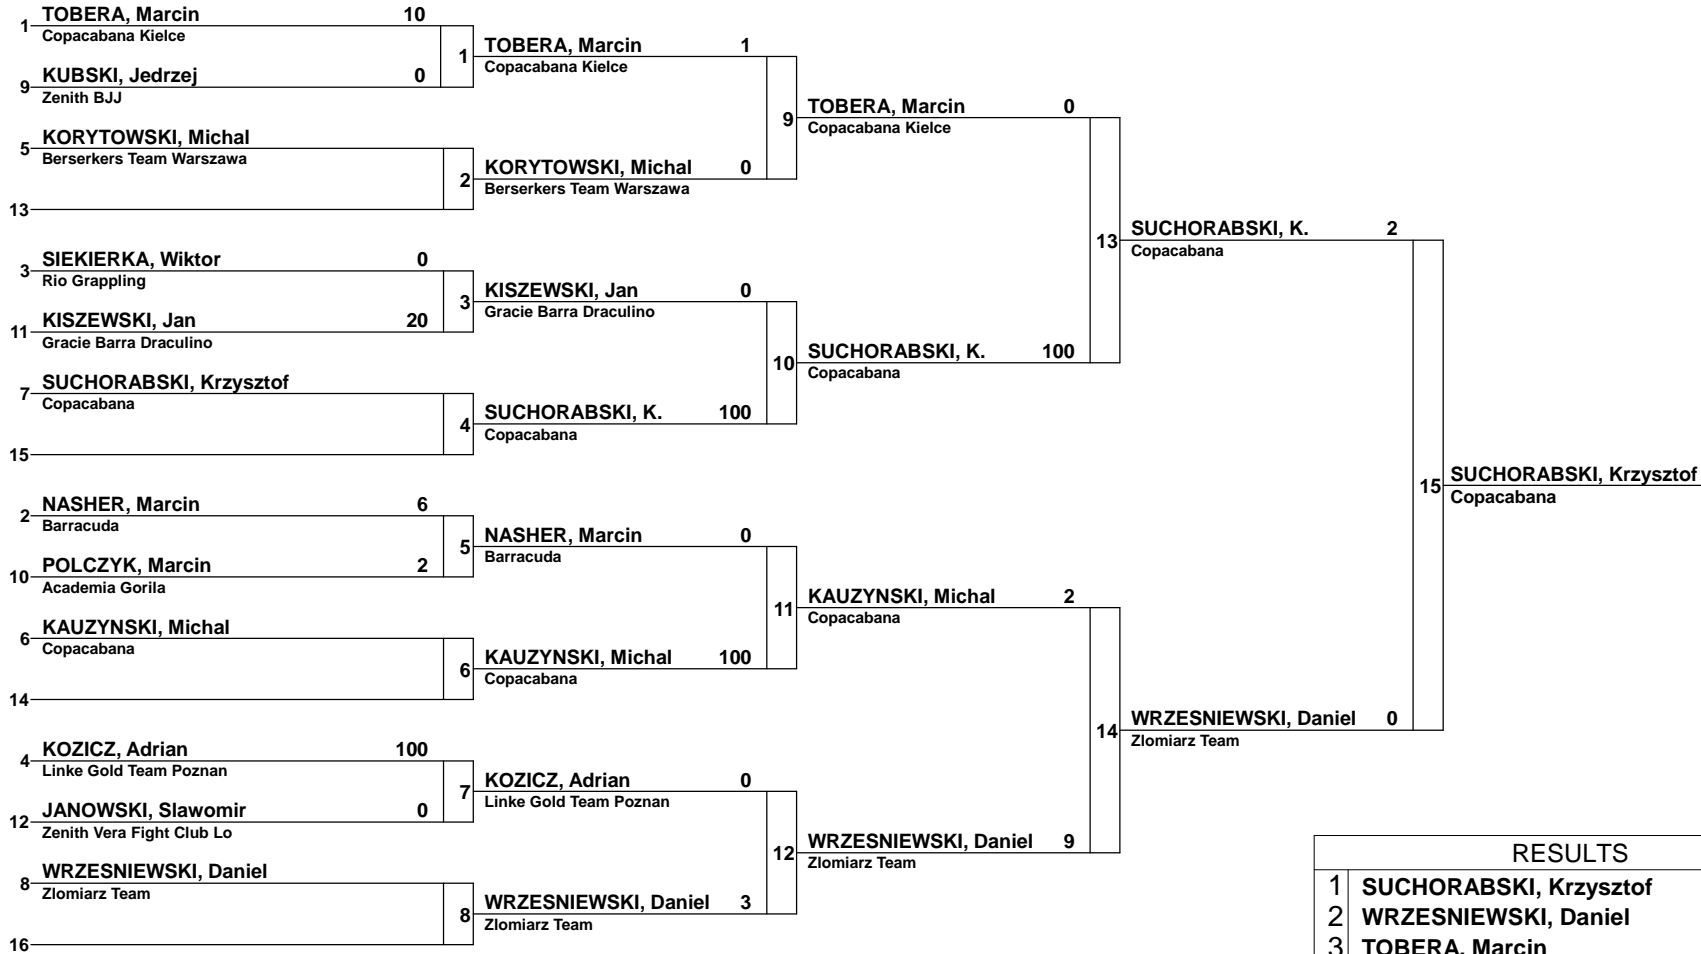 TOBERA, Marcin 10
1 Copacabana Kielce
KUBSKI, Jedrzej 0
9 Zenith BJJ
KORYTOWSKI, Michal
5 Berserkers Team Warszawa
13
SIEKIERKA, Wiktor 0
3 Rio Grappling
KISZEWSKI, Jan 20
11 Gracie Barra Draculino
SUCHORABSKI, Krzysztof
7 Copacabana
15
NASHER, Marcin 6
2 Barracuda
POLCZYK, Marcin 2
10 Academia Gorila
KAUZYNSKI, Michal
6 Copacabana
14
KOZICZ, Adrian 100
4 Linke Gold Team Poznan
JANOWSKI, Slawomir 0
12 Zenith Vera Fight Club Lo
WRZESNIEWSKI, Daniel
8 Zlomiarz Team
16
1 TOBERA, Marcin 1
Copacabana Kielce
2 KORYTOWSKI, Michal 0
Berserkers Team Warszawa
3 KISZEWSKI, Jan 0
Gracie Barra Draculino
4 SUCHORABSKI, K. 100
Copacabana
5 NASHER, Marcin 0
Barracuda
6 KAUZYNSKI, Michal 100
Copacabana
7 KOZICZ, Adrian 0
Linke Gold Team Poznan
8 WRZESNIEWSKI, Daniel 3
Zlomiarz Team
9 TOBERA, Marcin 0
Copacabana Kielce
10 SUCHORABSKI, K. 100
Copacabana
11 KAUZYNSKI, Michal 2
Copacabana
12 WRZESNIEWSKI, Daniel 9
Zlomiarz Team
13 SUCHORABSKI, K. 2
Copacabana
14 WRZESNIEWSKI, Daniel 0
Zlomiarz Team
15 SUCHORABSKI, Krzysztof
Copacabana
RESULTS
1 SUCHORABSKI, Krzysztof
2 WRZESNIEWSKI, Daniel
3 TOBERA, Marcin